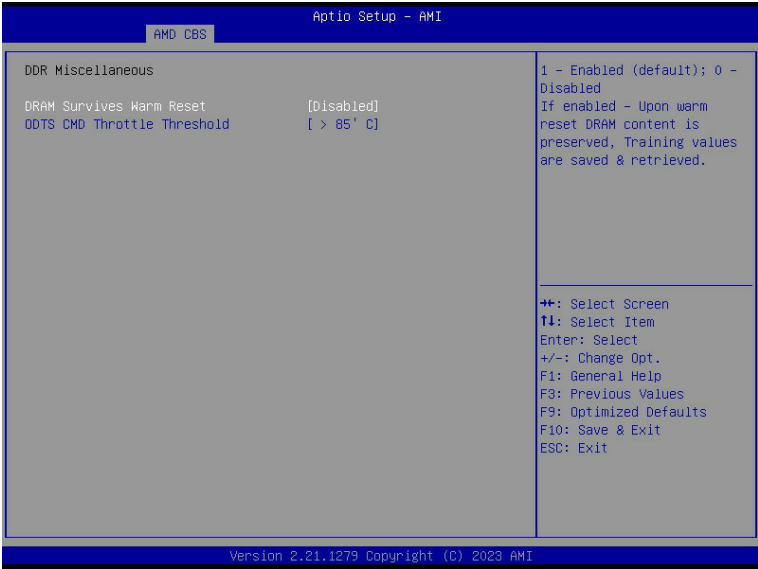 Aptio Setup – AMI
AMD CBS
DDR Miscellaneous
DRAM Survives Warm Reset [Disabled]
ODTS CMD Throttle Threshold [ > 85' C]
1 – Enabled (default); 0 –
Disabled
If enabled – Upon warm
reset DRAM content is
preserved, Training values
are saved & retrieved.
→←: Select Screen
↑↓: Select Item
Enter: Select
+/-: Change Opt.
F1: General Help
F3: Previous Values
F9: Optimized Defaults
F10: Save & Exit
ESC: Exit
Version 2.21.1279 Copyright (C) 2023 AMI